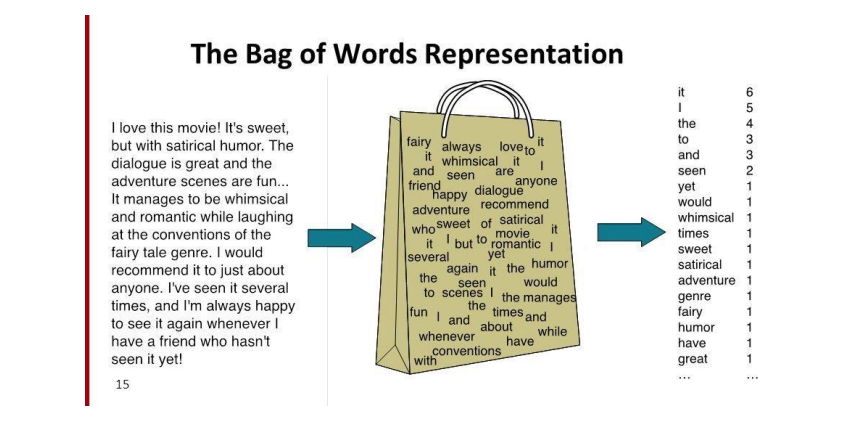 The Bag of Words Representation
I love this movie! It's sweet,
but with satirical humor. The
dialogue is great and the
adventure scenes are fun...
It manages to be whimsical
and romantic while laughing
at the conventions of the
fairy tale genre. I would
recommend it to just about
anyone. I've seen it several
times, and I'm always happy
to see it again whenever I
have a friend who hasn't
seen it yet!
15
fairy always love to it
it whimsical it I
and seen are anyone
friend happy dialogue
adventure recommend
who sweet of satirical
it I but to movie it
romantic I
several yet
again it the humor
the seen would
to scenes I the manages
fun the times and
I and about
whenever have while
conventions
with
it 6
I 5
the 4
to 3
and 3
seen 2
yet 1
would 1
whimsical 1
times 1
sweet 1
satirical 1
adventure 1
genre 1
fairy 1
humor 1
have 1
great 1
... ...